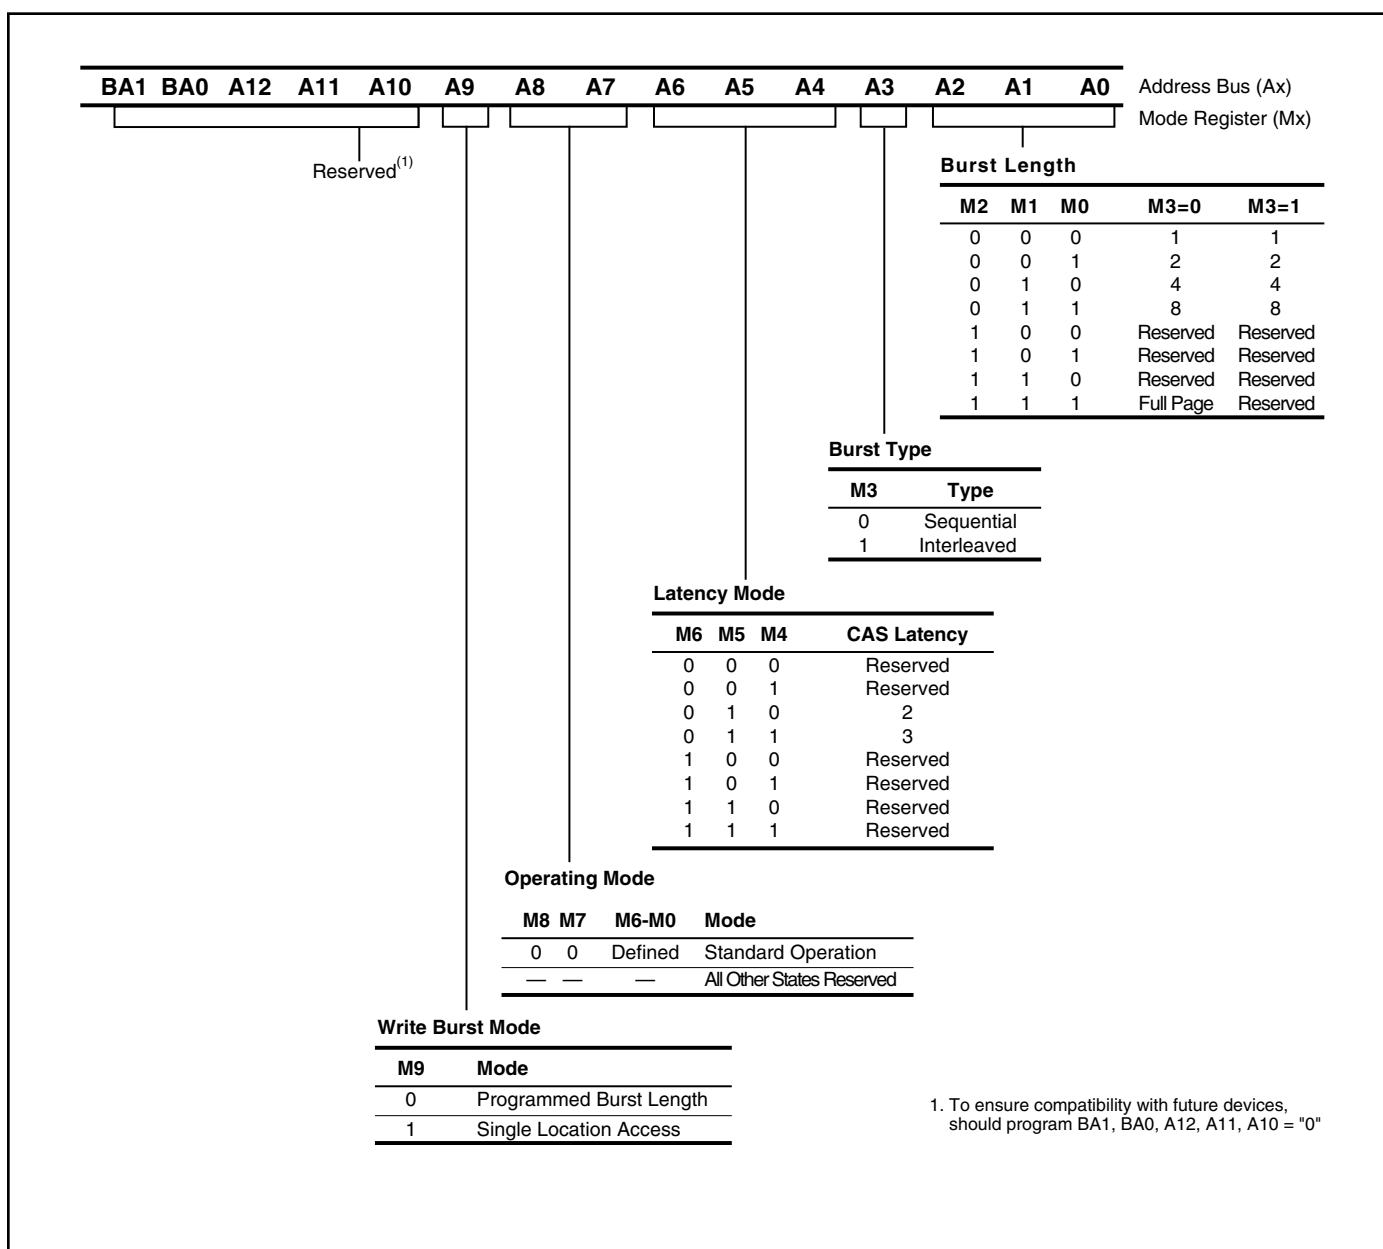 BA1 BA0 A12 A11 A10 A9 A8 A7 A6 A5 A4 A3 A2 A1 A0 Address Bus (Ax)
Mode Register (Mx)
Reserved(1)
Burst Length
M2 M1 M0 M3=0 M3=1
0 0 0 1 1
0 0 1 2 2
0 1 0 4 4
0 1 1 8 8
1 0 0 Reserved Reserved
1 0 1 Reserved Reserved
1 1 0 Reserved Reserved
1 1 1 Full Page Reserved
Burst Type
M3 Type
0 Sequential
1 Interleaved
Latency Mode
M6 M5 M4 CAS Latency
0 0 0 Reserved
0 0 1 Reserved
0 1 0 2
0 1 1 3
1 0 0 Reserved
1 0 1 Reserved
1 1 0 Reserved
1 1 1 Reserved
Operating Mode
M8 M7 M6-M0 Mode
0 0 Defined Standard Operation
— — — All Other States Reserved
Write Burst Mode
M9 Mode
0 Programmed Burst Length
1 Single Location Access
1. To ensure compatibility with future devices,
should program BA1, BA0, A12, A11, A10 = "0"